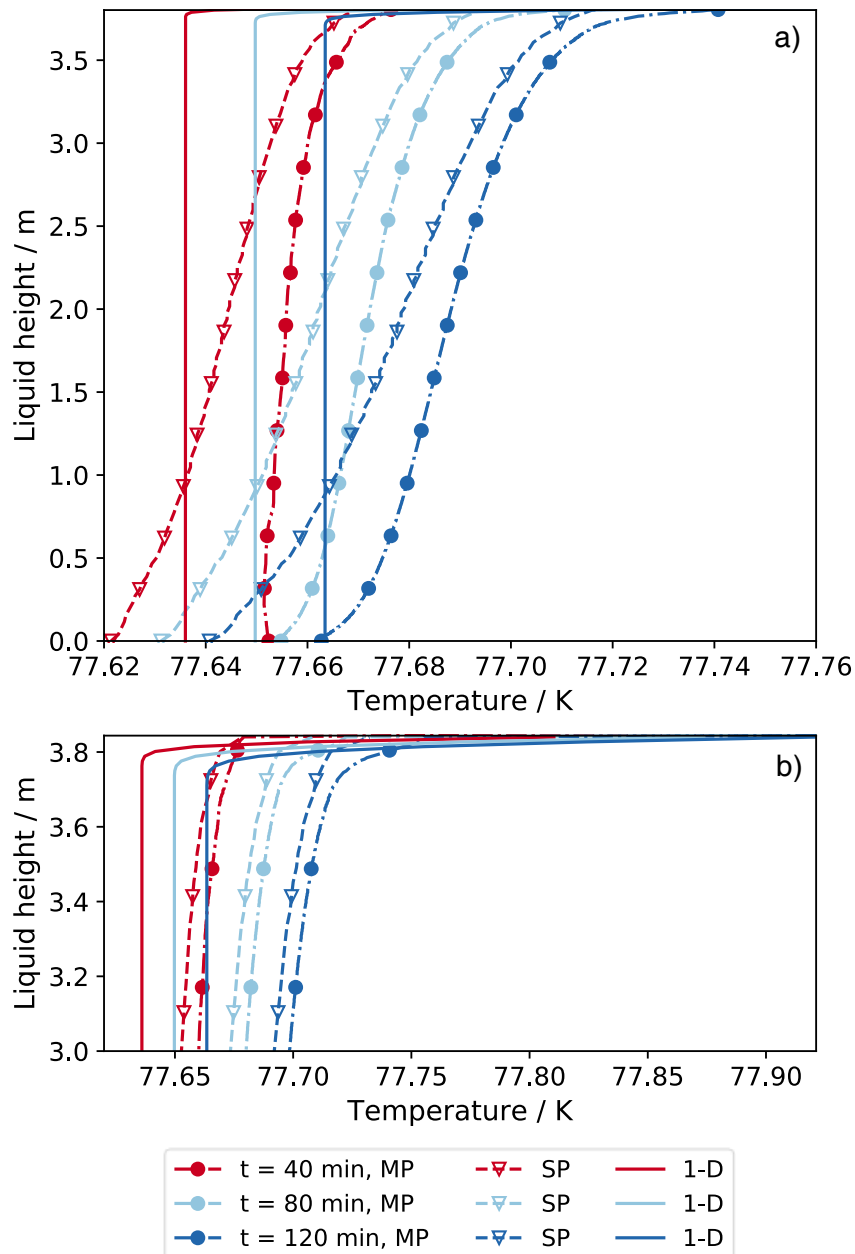 a)
3.5
3.0
2.5
2.0
1.5
1.0
0.5
0.0
Liquid height / m
77.62 77.64 77.66 77.68 77.70 77.72 77.74 77.76
Temperature / K
b)
3.8
3.6
3.4
3.2
3.0
Liquid height / m
77.65 77.70 77.75 77.80 77.85 77.90
Temperature / K
t = 40 min, MP SP 1-D
t = 80 min, MP SP 1-D
t = 120 min, MP SP 1-D